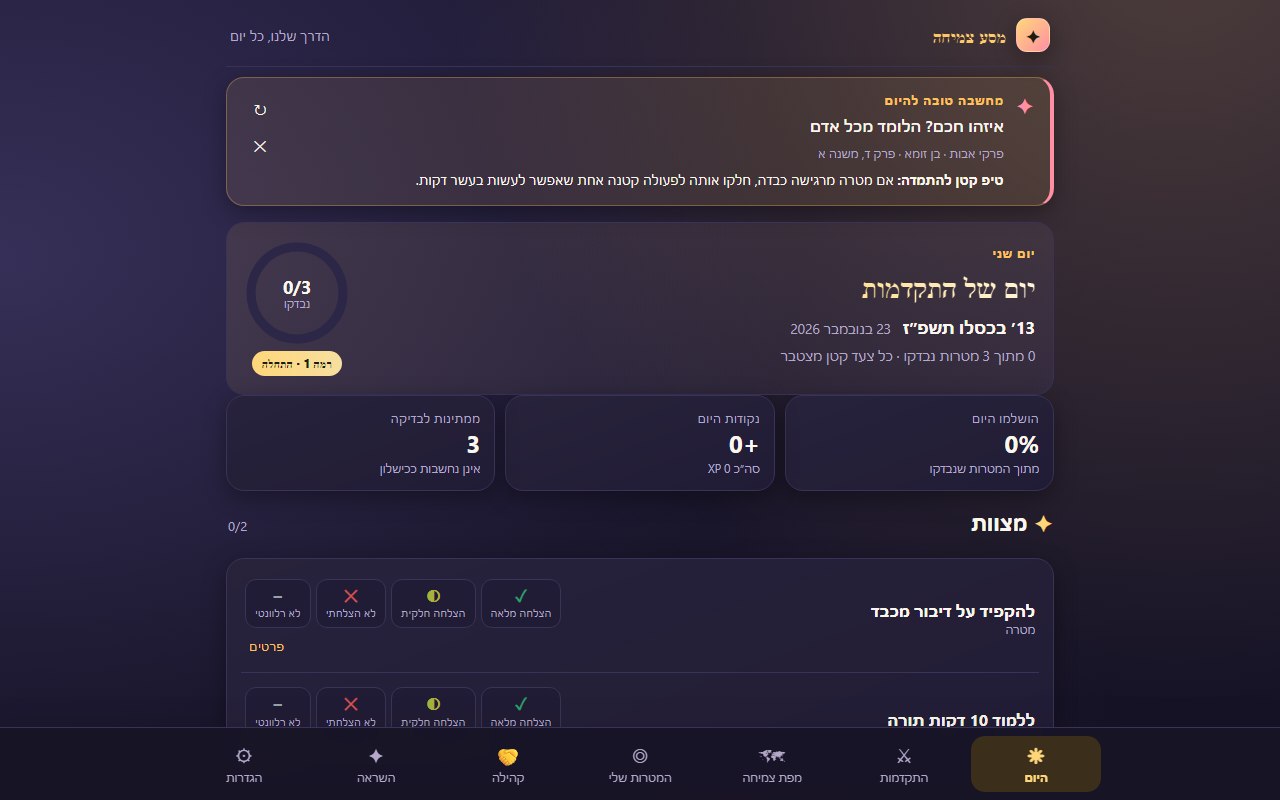 מסע צמיחה
הדרך שלנו, כל יום
מחשבה טובה להיום
איזהו חכם? הלומד מכל אדם
פרקי אבות · בן זומא · פרק ד, משנה א
טיפ קטן להתמדה: אם מטרה מרגישה כבדה, חלקו אותה לפעולה קטנה אחת שאפשר לעשות בעשר דקות.
יום שני
יום של התקדמות
13׳ בכסלו תשפ״ז 23 בנובמבר 2026
0 מתוך 3 מטרות נבדקו · כל צעד קטן מצטבר
0/3
נבדקו
רמה 1 · התחלה
הושלמו היום
0%
מתוך המטרות שנבדקו
נקודות היום
+0
סה״כ 0 XP
ממתינות לבדיקה
3
אינן נחשבות ככישלון
מצוות
0/2
להקפיד על דיבור מכבד
מטרה
הצלחה מלאה
הצלחה חלקית
לא הצלחתי
לא רלוונטי
פרטים
ללמוד 10 דקות תורה
הצלחה מלאה
הצלחה חלקית
לא הצלחתי
לא רלוונטי
היום
התקדמות
מפת צמיחה
המטרות שלי
קהילה
השראה
הגדרות